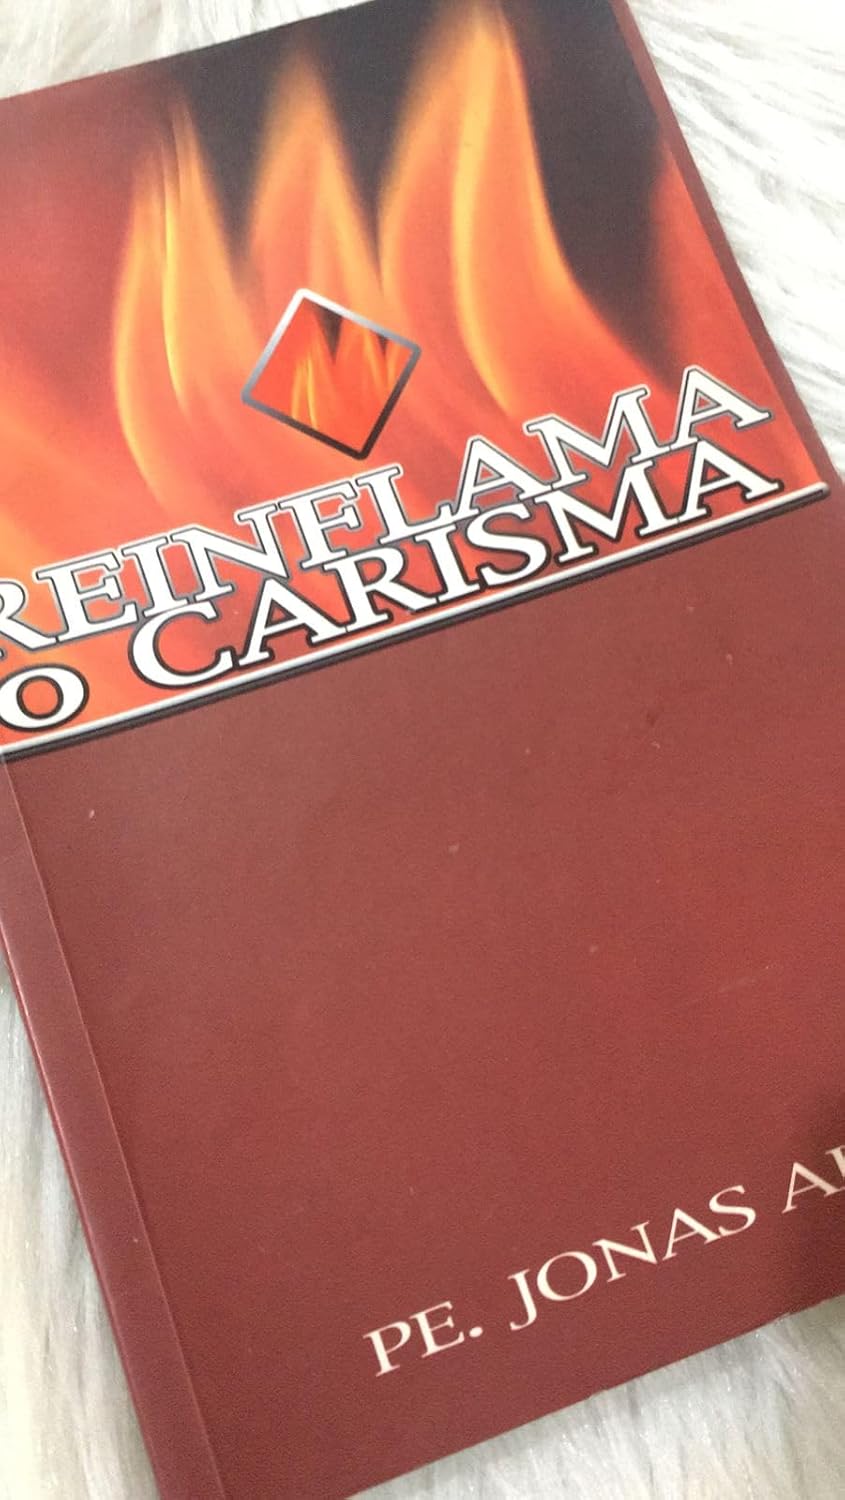 REINFLAMA
O CARISMA
PE. JONAS